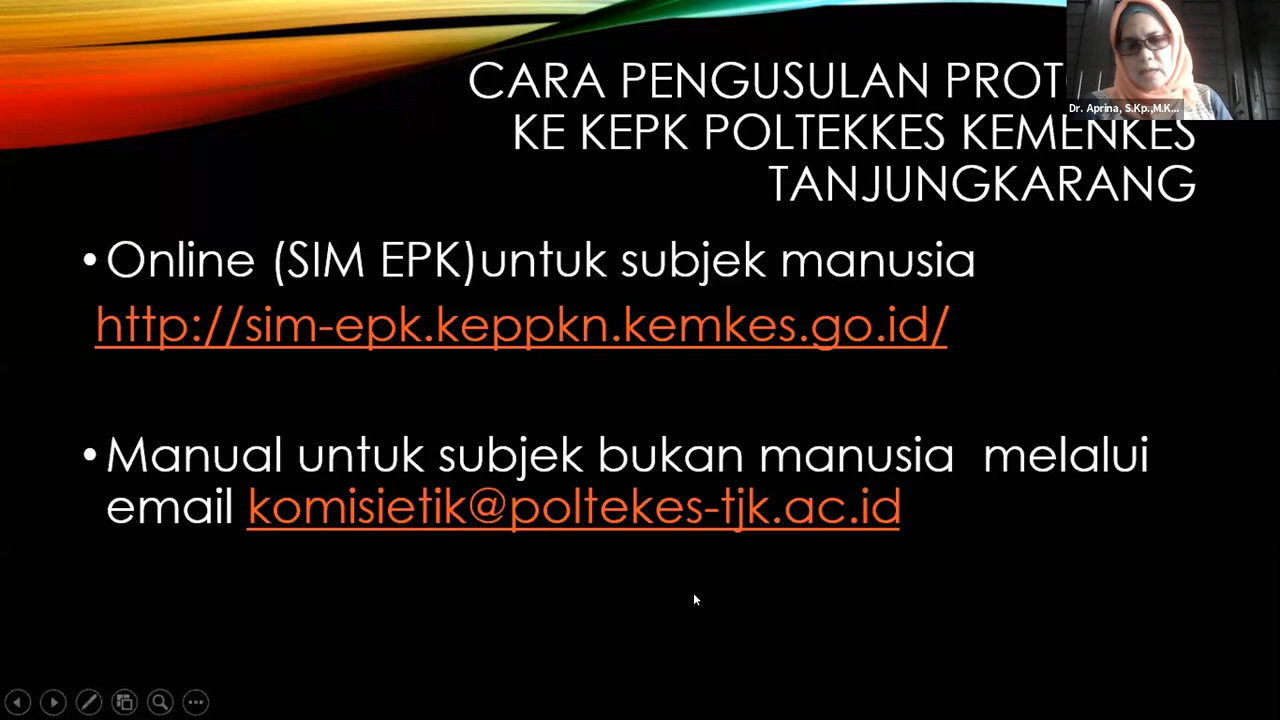 CARA PENGUSULAN
KE KEPK POLTEKKES KEMENKES
TANJUNGKARANG
Dr. Aprina, S.Kp.,M.K...
• Online (SIM EPK)untuk subjek manusia
http://sim-epk.keppkn.kemkes.go.id/
• Manual untuk subjek bukan manusia melalui
email komisietik@poltekes-tjk.ac.id